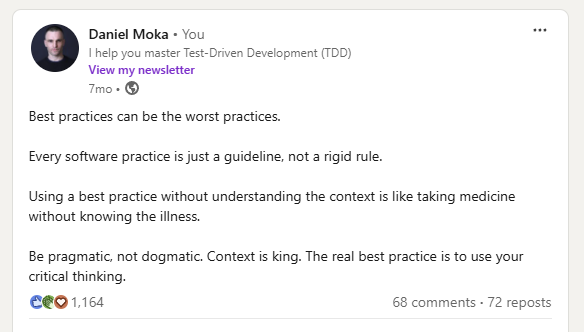 Daniel Moka • You
I help you master Test-Driven Development (TDD)
View my newsletter
7mo •
Best practices can be the worst practices.
Every software practice is just a guideline, not a rigid rule.
Using a best practice without understanding the context is like taking medicine
without knowing the illness.
Be pragmatic, not dogmatic. Context is king. The real best practice is to use your
critical thinking.
1,164
68 comments • 72 reposts